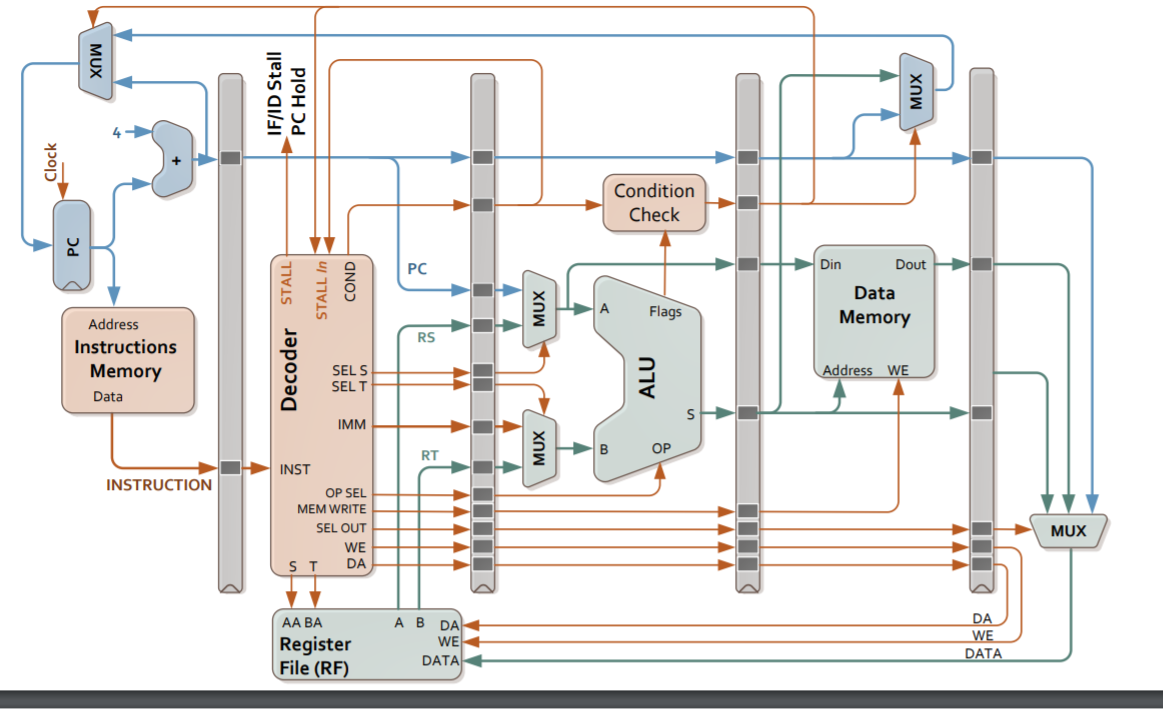 MUX
4
+
Clock
PC
Address
Instructions
Memory
Data
INSTRUCTION
IF/ID Stall
PC Hold
STALL
STALL In
COND
Decoder
SEL S
SEL T
IMM
INST
OP SEL
MEM WRITE
SEL OUT
WE
DA
S T
PC
RS
RT
AA BA
A B
DA
WE
DATA
Register
File (RF)
MUX
MUX
Condition
Check
A
Flags
ALU
S
B
OP
MUX
Din
Dout
Data
Memory
Address
WE
MUX
DA
WE
DATA